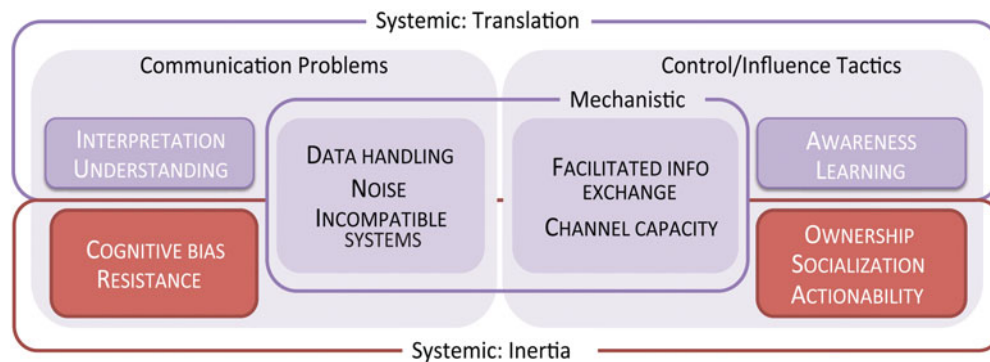 Systemic: Translation
Communication Problems
Control/Influence Tactics
Mechanistic
INTERPRETATION
UNDERSTANDING
DATA HANDLING
NOISE
INCOMPATIBLE
SYSTEMS
FACILITATED INFO
EXCHANGE
CHANNEL CAPACITY
AWARENESS
LEARNING
COGNITIVE BIAS
RESISTANCE
OWNERSHIP
SOCIALIZATION
ACTIONABILITY
Systemic: Inertia